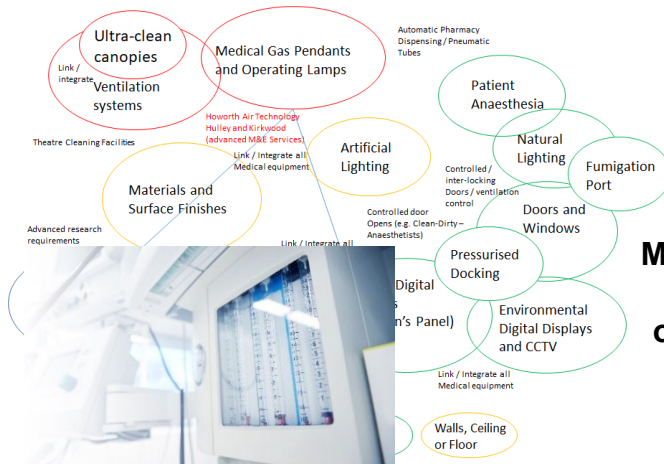 Ultra-clean
canopies
Link /
integrate
Ventilation
systems
Medical Gas Pendants
and Operating Lamps
Automatic Pharmacy
Dispensing / Pneumatic
Tubes
Patient
Anaesthesia
Howorth Air Technology
Hulley and Kirkwood
(advanced M&E Services)
Link / Integrate all
Medical equipment
Theatre Cleaning Facilities
Artificial
Lighting
Natural
Lighting
Fumigation
Port
Controlled /
inter-locking
Doors / ventilation
control
Materials and
Surface Finishes
Controlled door
Opens (e.g. Clean-Dirty –
Anaesthetists)
Doors and
Windows
Advanced research
requirements
Link / Integrate all
Pressurised
Docking
M
Digital
s
n's Panel)
Environmental
Digital Displays
and CCTV
Link / Integrate all
Medical equipment
Walls, Ceiling
or Floor